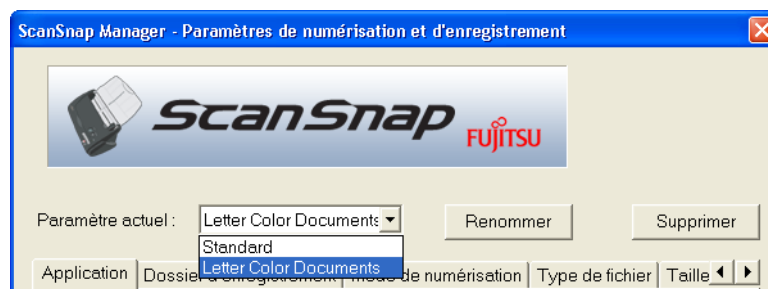 ScanSnap Manager - Paramètres de numérisation et d'enregistrement
ScanSnap
FUJITSU
Paramètre actuel : Letter Color Documents Renommer Supprimer
Standard
Letter Color Documents
Application Dossier d'enregistrement Mode de numérisation Type de fichier Taille